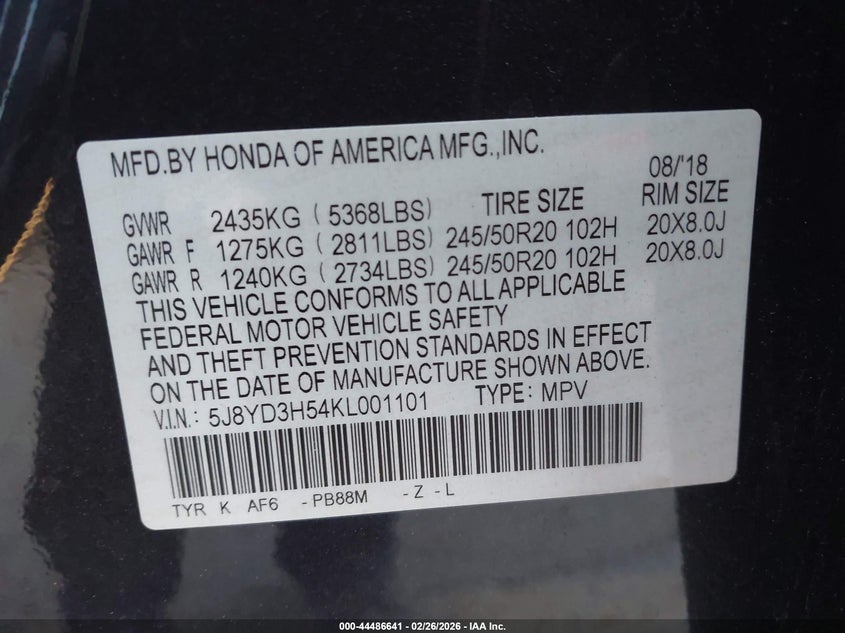 MFD.BY HONDA OF AMERICA MFG.,INC.
08/'18
GVWR 2435KG ( 5368LBS) TIRE SIZE RIM SIZE
GAWR F 1275KG ( 2811LBS) 245/50R20 102H 20X8.0J
GAWR R 1240KG ( 2734LBS) 245/50R20 102H 20X8.0J
THIS VEHICLE CONFORMS TO ALL APPLICABLE
FEDERAL MOTOR VEHICLE SAFETY
AND THEFT PREVENTION STANDARDS IN EFFECT
ON THE DATE OF MANUFACTURE SHOWN ABOVE.
V.I.N.: 5J8YD3H54KL001101 TYPE: MPV
TYR K AF6 -PB88M -Z -L
000-44486641 | 02/26/2026 - IAA Inc.